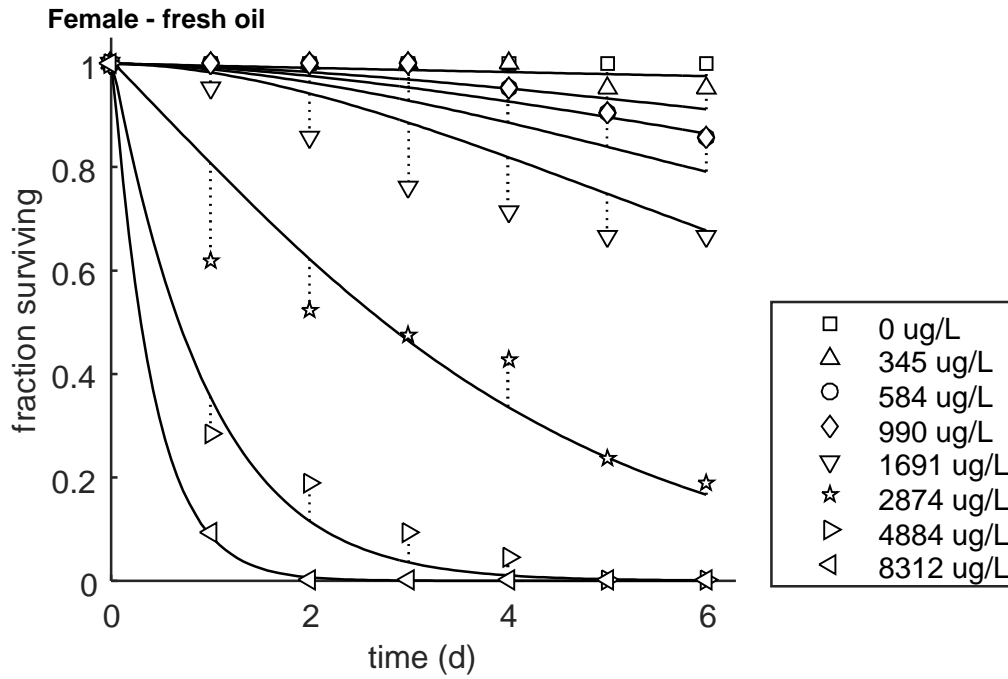 Female - fresh oil
1
0.8
0.6
0.4
0.2
0
fraction surviving
0 2 4 6
time (d)
0 ug/L
345 ug/L
584 ug/L
990 ug/L
1691 ug/L
2874 ug/L
4884 ug/L
8312 ug/L